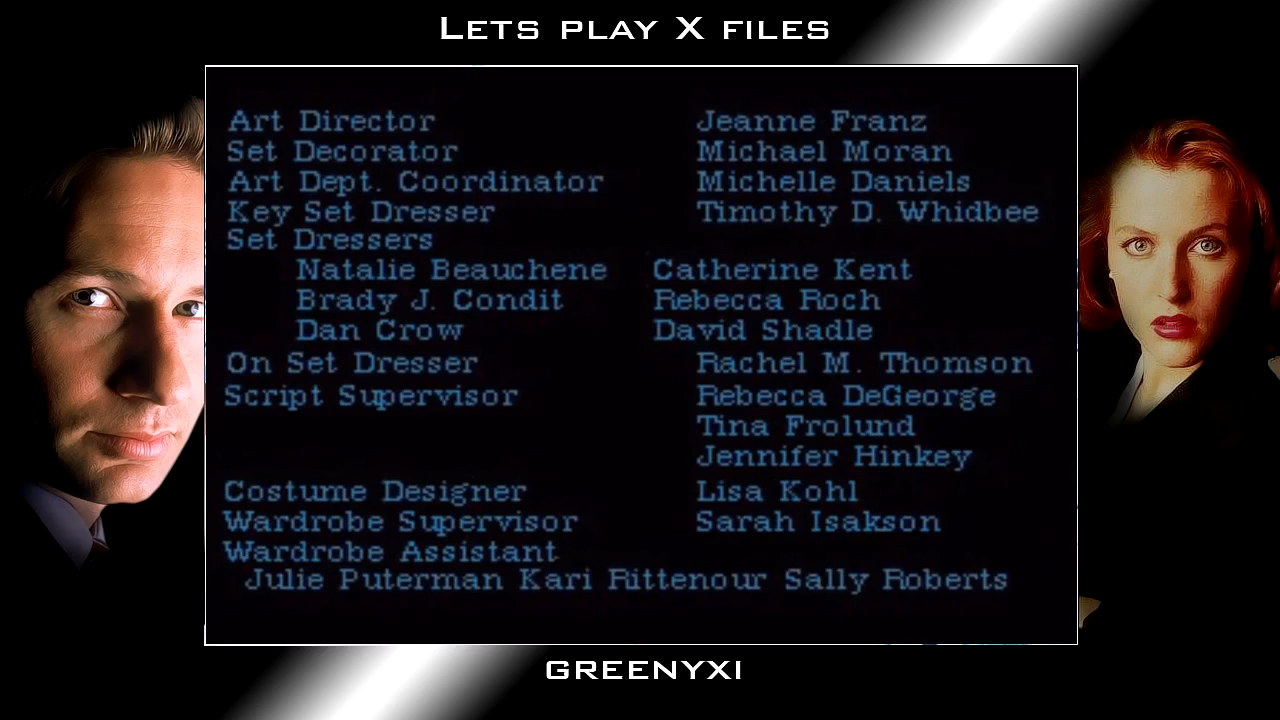 Lets play X files
Art Director Jeanne Franz
Set Decorator Michael Moran
Art Dept. Coordinator Michelle Daniels
Key Set Dresser Timothy D. Whidbee
Set Dressers
Natalie Beauchene Catherine Kent
Brady J. Condit Rebecca Roch
Dan Crow David Shadle
On Set Dresser Rachel M. Thomson
Script Supervisor Rebecca DeGeorge
Tina Frolund
Jennifer Hinkey
Costume Designer Lisa Kohl
Wardrobe Supervisor Sarah Isakson
Wardrobe Assistant
Julie Puterman Kari Rittenour Sally Roberts
GREENYXI